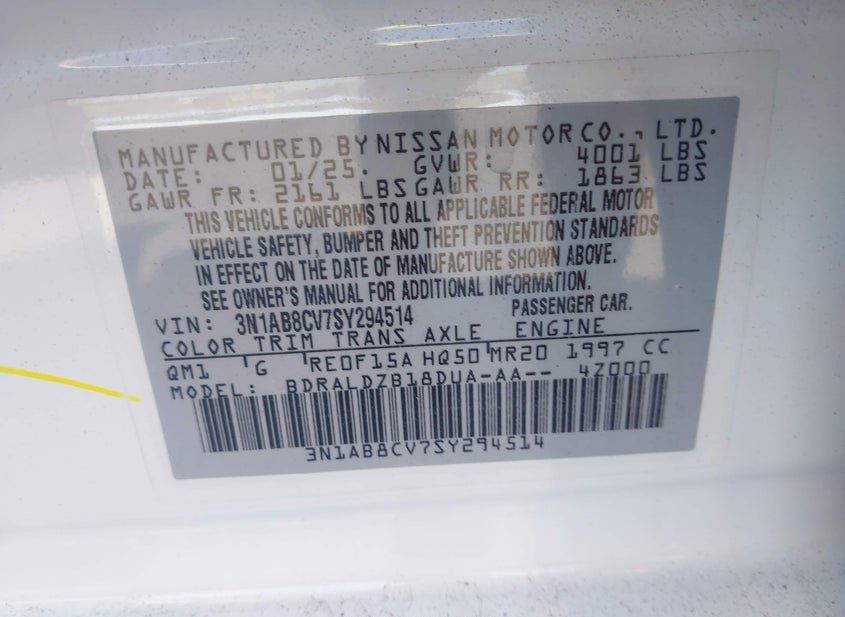 MANUFACTURED BY NISSAN MOTOR CO., LTD.
DATE: 01/25. GVWR: 4001 LBS
GAWR FR: 2161 LBS GAWR RR: 1863 LBS
THIS VEHICLE CONFORMS TO ALL APPLICABLE FEDERAL MOTOR
VEHICLE SAFETY, BUMPER AND THEFT PREVENTION STANDARDS
IN EFFECT ON THE DATE OF MANUFACTURE SHOWN ABOVE.
SEE OWNER'S MANUAL FOR ADDITIONAL INFORMATION.
VIN: 3N1AB8CV7SY294514 PASSENGER CAR.
COLOR TRIM TRANS AXLE ENGINE
QM1 G RE0F15A HQ50 MR20 1997 CC
MODEL: BDRALDZB18DUA-AA-- 4Z000
3N1AB8CV7SY294514